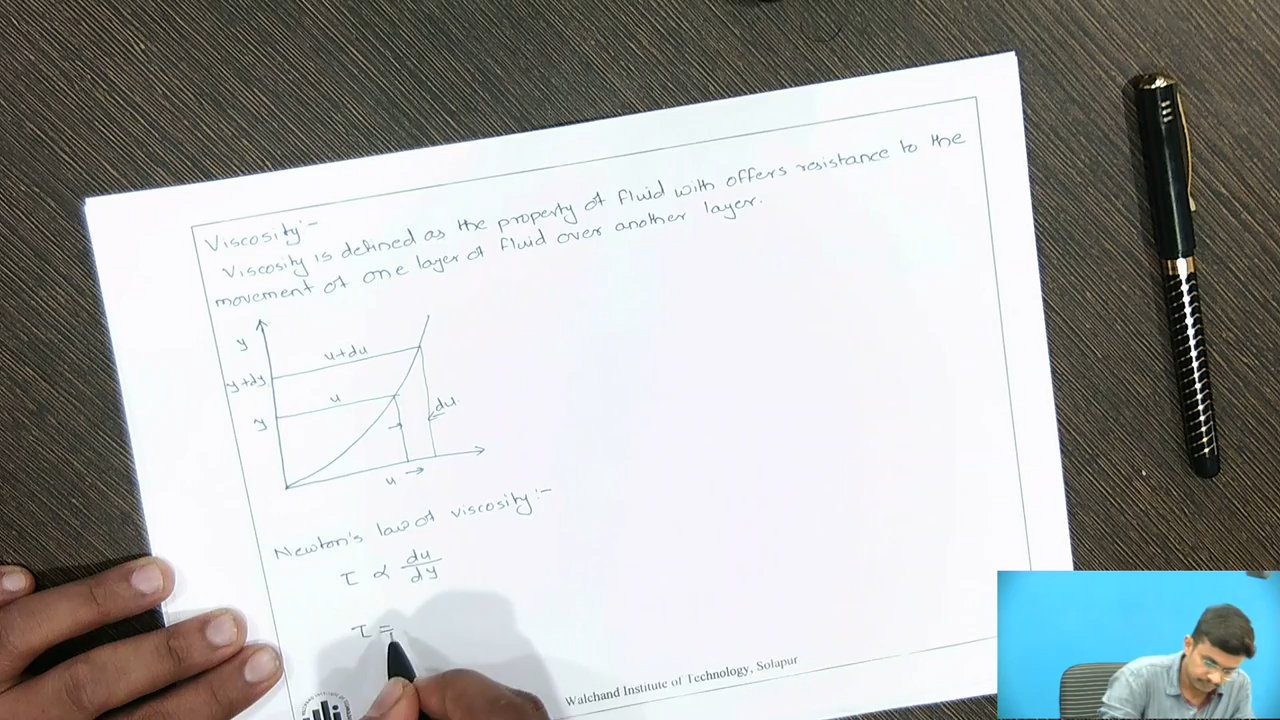 Viscosity:-
Viscosity is defined as the property of fluid with offers resistance to the
movement of one layer of fluid over another layer.
y
u+du
y+dy
u
y
du
u
Newton's law of viscosity:-
τ ∝ du/dy
τ =
Walchand Institute of Technology, Solapur